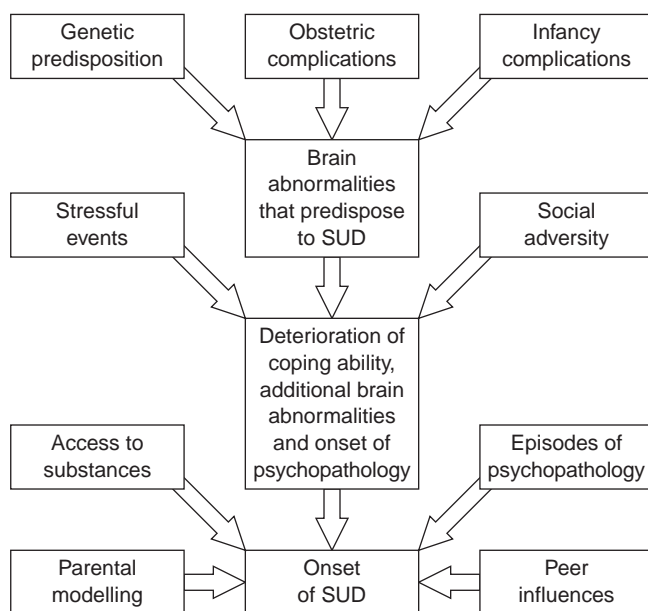 Genetic
predisposition
Obstetric
complications
Infancy
complications
Brain
abnormalities
that predispose
to SUD
Stressful
events
Social
adversity
Deterioration of
coping ability,
additional brain
abnormalities
and onset of
psychopathology
Access to
substances
Episodes of
psychopathology
Parental
modelling
Onset
of SUD
Peer
influences